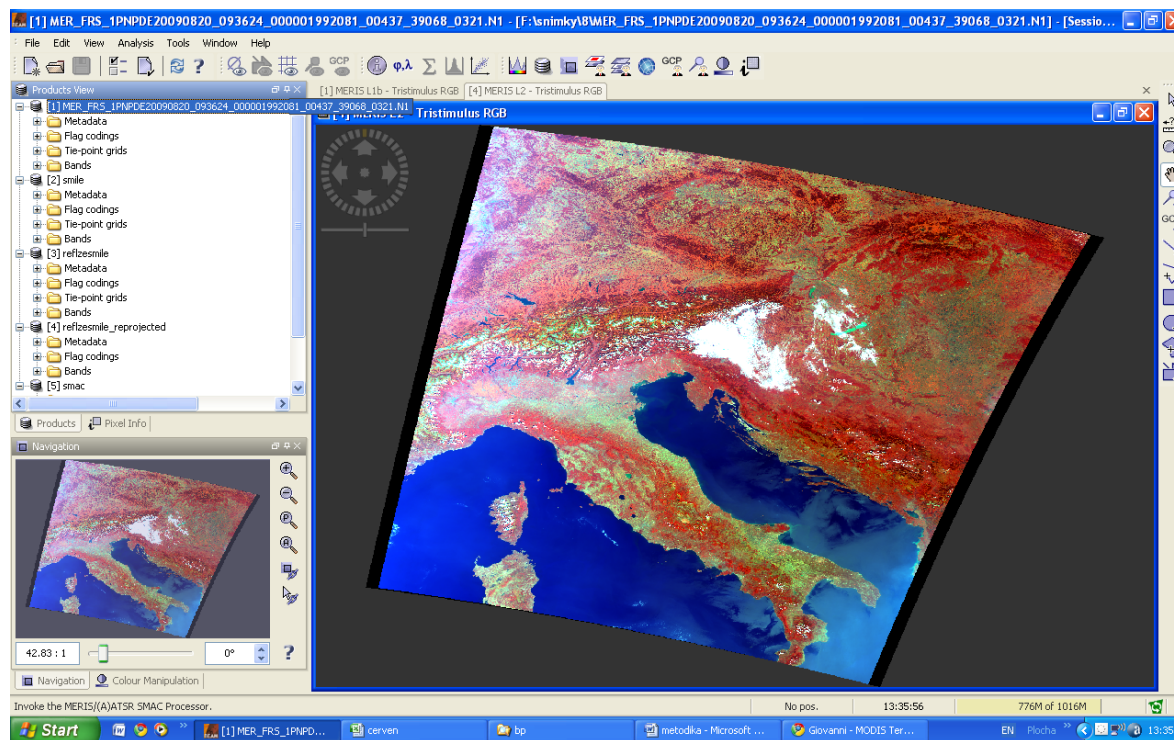 [1] MER_FRS_1PNPDE20090820_093624_000001992081_00437_39068_0321.N1 - [F:\snimky\8\MER_FRS_1PNPDE20090820_093624_000001992081_00437_39068_0321.N1] - [Sessio...
File Edit View Analysis Tools Window Help
GCP φ,λ Σ GCP
Products View
[1] MERIS L1b - Tristimulus RGB [4] MERIS L2 - Tristimulus RGB
[1] MER_FRS_1PNPDE20090820_093624_000001992081_00437_39068_0321.N1
Tristimulus RGB
Metadata
Flag codings
Tie-point grids
Bands
[2] smile
Metadata
Flag codings
Tie-point grids
Bands
[3] reflzesmile
Metadata
Flag codings
Tie-point grids
Bands
[4] reflzesmile_reprojected
Metadata
Flag codings
Bands
[5] smac
Products Pixel Info
Navigation
42.83 : 1 0°
Navigation Colour Manipulation
Invoke the MERIS/(A)ATSR SMAC Processor. No pos. 13:35:56 776M of 1016M
Start [1] MER_FRS_1PNPD... cerven bp metodika - Microsoft ... Giovanni - MODIS Ter... EN Plocha 13:35